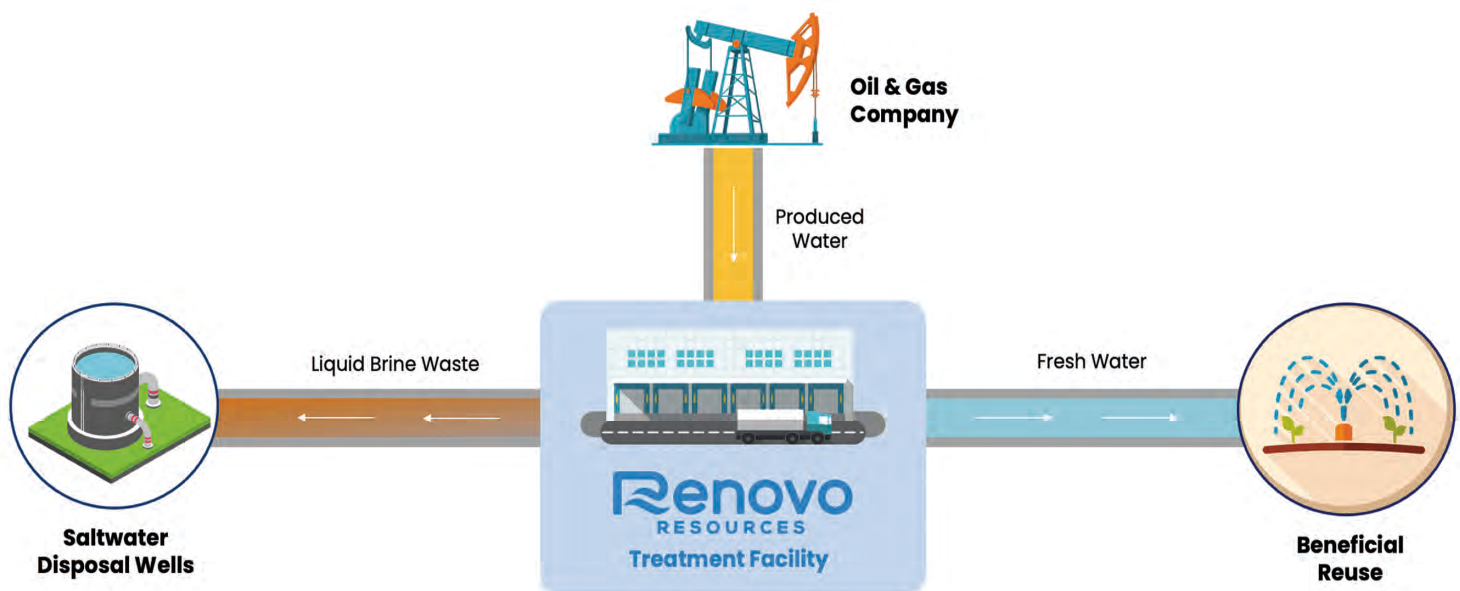 Oil & Gas
Company
Produced
Water
Liquid Brine Waste
Fresh Water
Renovo
RESOURCES
Treatment Facility
Saltwater
Disposal Wells
Beneficial
Reuse